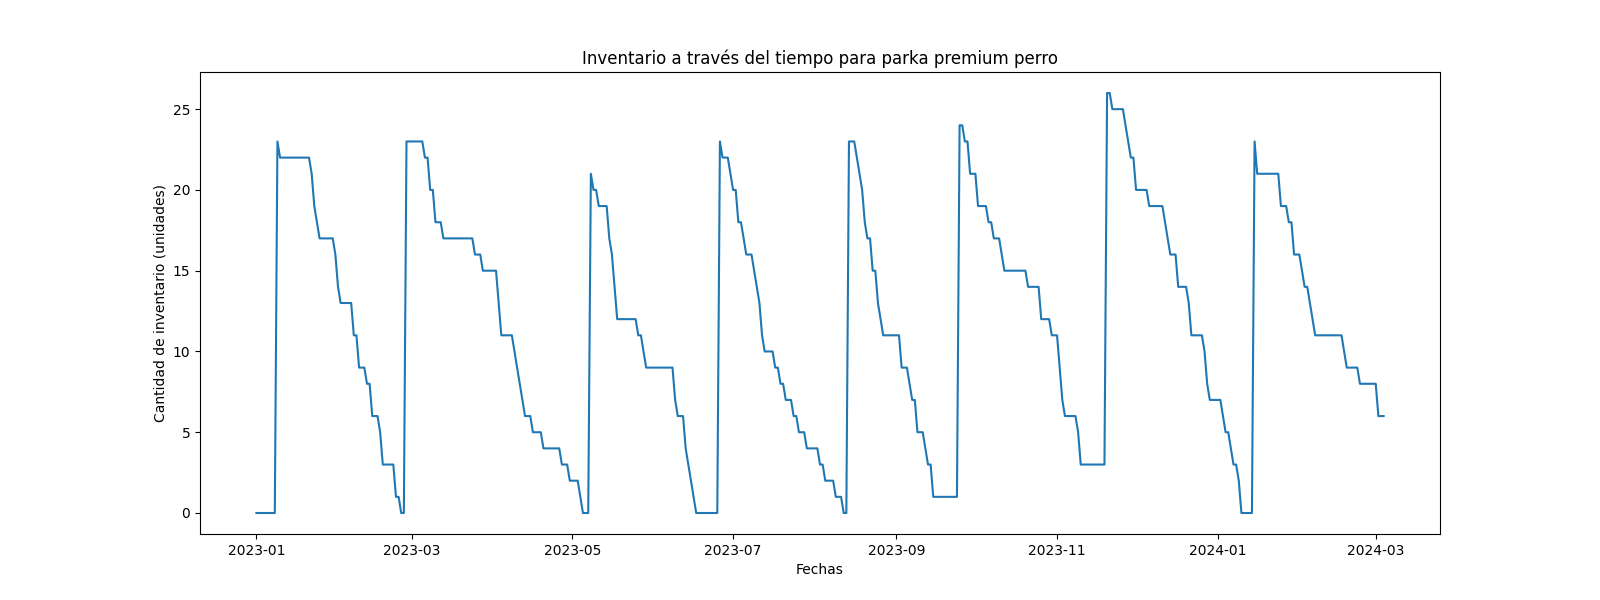 Inventario a través del tiempo para parka premium perro
Cantidad de inventario (unidades)
25
20
15
10
5
0
2023-01 2023-03 2023-05 2023-07 2023-09 2023-11 2024-01 2024-03
Fechas